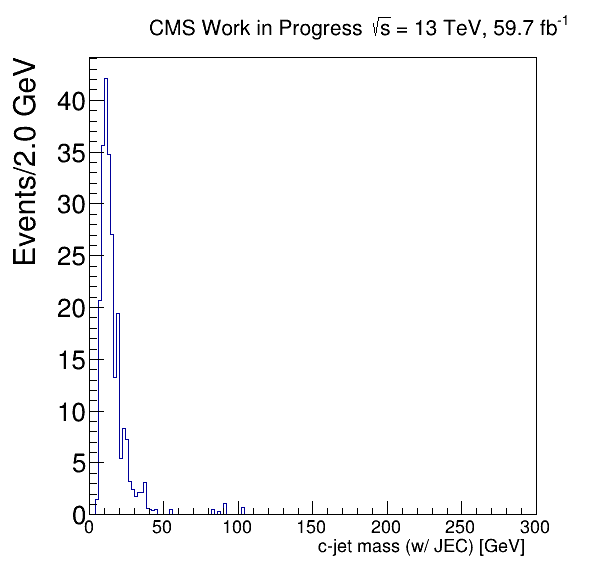 CMS Work in Progress √s = 13 TeV, 59.7 fb⁻¹
Events/2.0 GeV
40
35
30
25
20
15
10
5
0
0 50 100 150 200 250 300
c-jet mass (w/ JEC) [GeV]